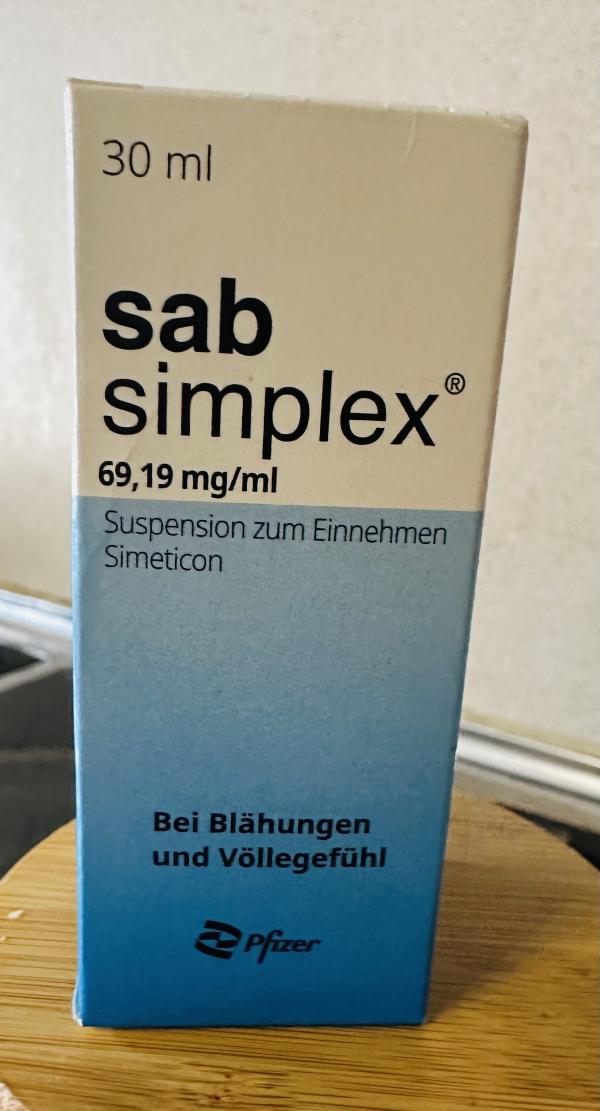 30 ml
sab
simplex®
69,19 mg/ml
Suspension zum Einnehmen
Simeticon
Bei Blähungen
und Völlegefühl
Pfizer